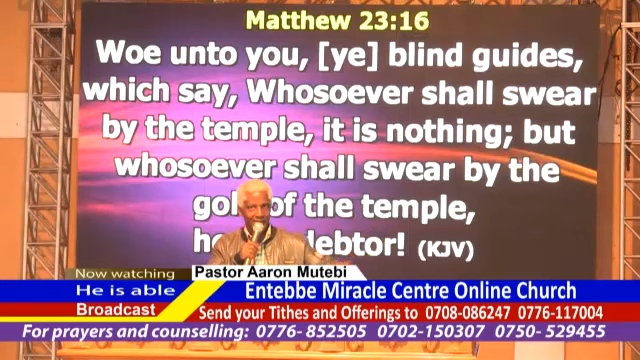 Matthew 23:16
Woe unto you, [ye] blind guides,
which say, Whosoever shall swear
by the temple, it is nothing; but
whosoever shall swear by the
of the temple,
debtor! (KJV)
Now watching
Pastor Aaron Mutebi
He is able
Entebbe Miracle Centre Online Church
Broadcast
Send your Tithes and Offerings to 0708-086247 0776-117004
For prayers and counselling: 0776- 852505 0702-150307 0750- 529455